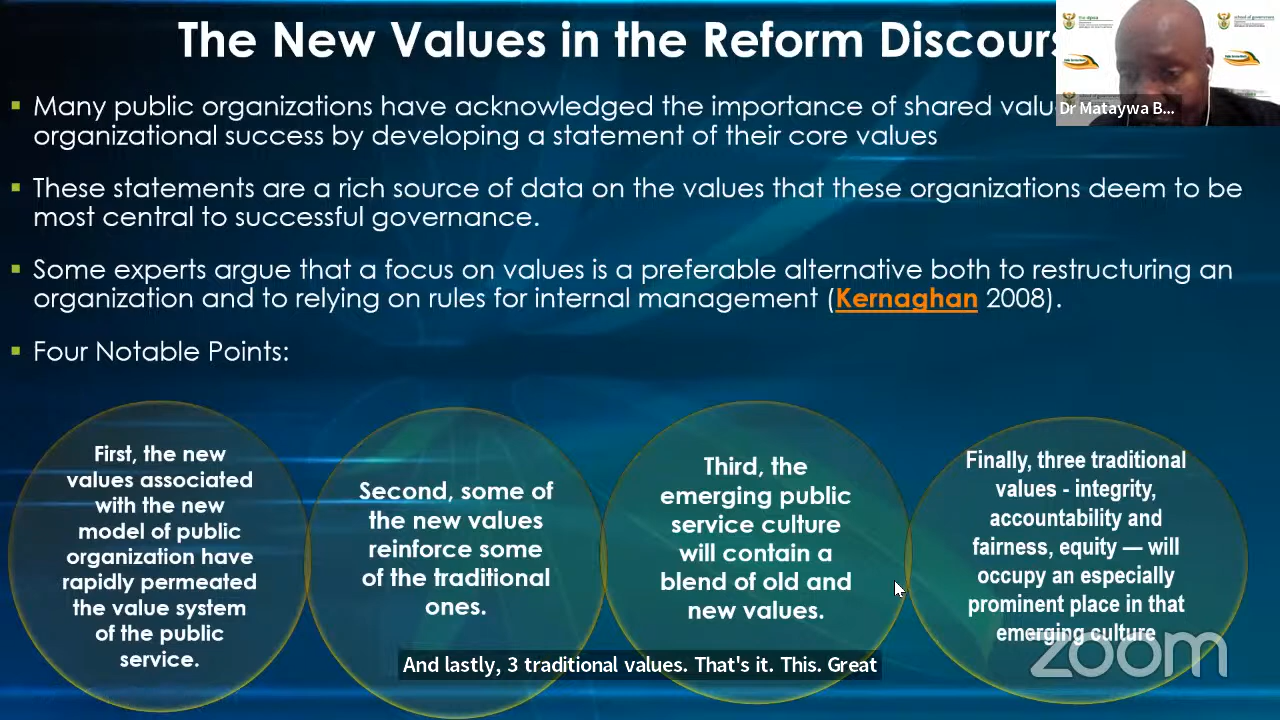 The New Values in the Reform Discours
Many public organizations have acknowledged the importance of shared valu
organizational success by developing a statement of their core values
These statements are a rich source of data on the values that these organizations deem to be
most central to successful governance.
Some experts argue that a focus on values is a preferable alternative both to restructuring an
organization and to relying on rules for internal management (Kernaghan 2008).
Four Notable Points:
First, the new
values associated
with the new
model of public
organization have
rapidly permeated
the value system
of the public
service.
Second, some of
the new values
reinforce some
of the traditional
ones.
Third, the
emerging public
service culture
will contain a
blend of old and
new values.
Finally, three traditional
values - integrity,
accountability and
fairness, equity — will
occupy an especially
prominent place in that
emerging culture
Dr Mataywa B...
And lastly, 3 traditional values. That's it. This. Great
zoom